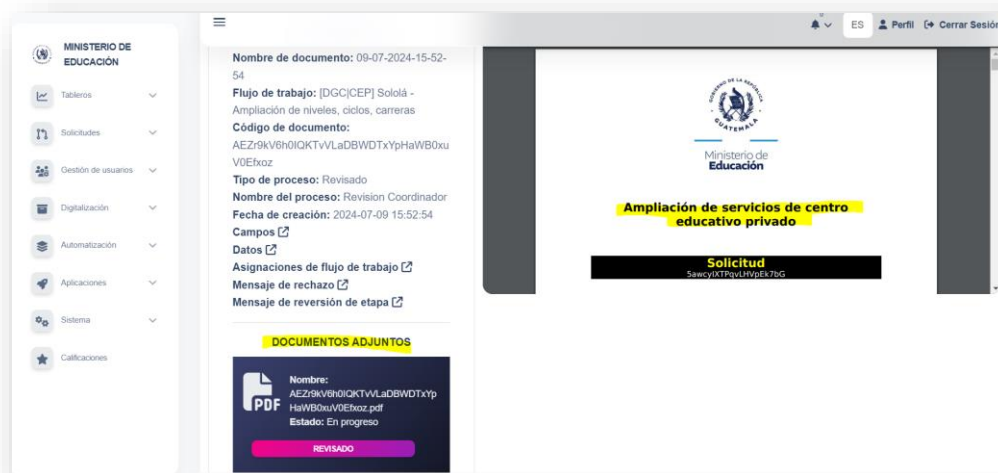 MINISTERIO DE
EDUCACIÓN
Tableros
Solicitudes
Gestión de usuarios
Digitalización
Automatización
Aplicaciones
Sistema
Calificaciones
ES
Perfil
Cerrar Sesión
Nombre de documento: 09-07-2024-15-52-
54
Flujo de trabajo: [DGC|CEP] Sololá -
Ampliación de niveles, ciclos, carreras
Código de documento:
AEZr9kV6h0IQKTvVLaDBWDTxYpHaWB0xu
V0Efxoz
Tipo de proceso: Revisado
Nombre del proceso: Revision Coordinador
Fecha de creación: 2024-07-09 15:52:54
Campos
Datos
Asignaciones de flujo de trabajo
Mensaje de rechazo
Mensaje de reversión de etapa
DOCUMENTOS ADJUNTOS
PDF
Nombre:
AEZr9kV6h0IQKTvVLaDBWDTxYp
HaWB0xuV0Efxoz.pdf
Estado: En progreso
REVISADO
GOBIERNO DE LA REPÚBLICA
GUATEMALA
Ministerio de
Educación
Ampliación de servicios de centro
educativo privado
Solicitud
5awcyIXTPqvLHVpEk7bG